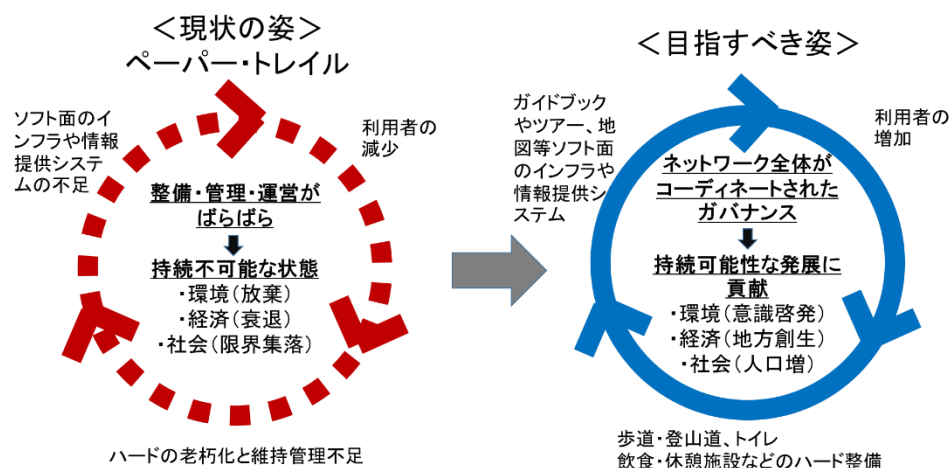 ＜現状の姿＞
ペーパー・トレイル
ソフト面のイ
ンフラや情報
提供システ
ムの不足
利用者の
減少
整備・管理・運営が
ばらばら
持続不可能な状態
・環境（放棄）
・経済（衰退）
・社会（限界集落）
ハードの老朽化と維持管理不足
＜目指すべき姿＞
ガイドブック
やツアー、地
図等ソフト面
のインフラや
情報提供シ
ステム
利用者の
増加
ネットワーク全体が
コーディネートされた
ガバナンス
持続可能性な発展に
貢献
・環境（意識啓発）
・経済（地方創生）
・社会（人口増）
歩道・登山道、トイレ
飲食・休憩施設などのハード整備